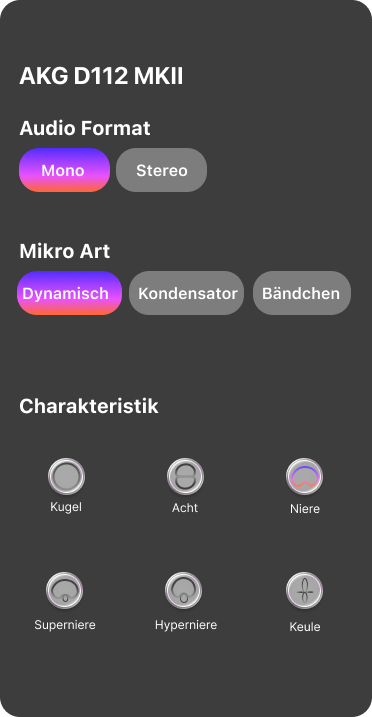 AKG D112 MKII
Audio Format
Mono Stereo
Mikro Art
Dynamisch Kondensator Bändchen
Charakteristik
Kugel Acht Niere
Superniere Hyperniere Keule